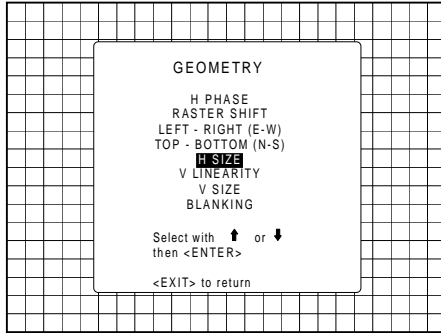 GEOMETRY
H PHASE
RASTER SHIFT
LEFT - RIGHT (E-W)
TOP - BOTTOM (N-S)
H SIZE
V LINEARITY
V SIZE
BLANKING
Select with ⬆ or ⬇
then <ENTER>
<EXIT> to return